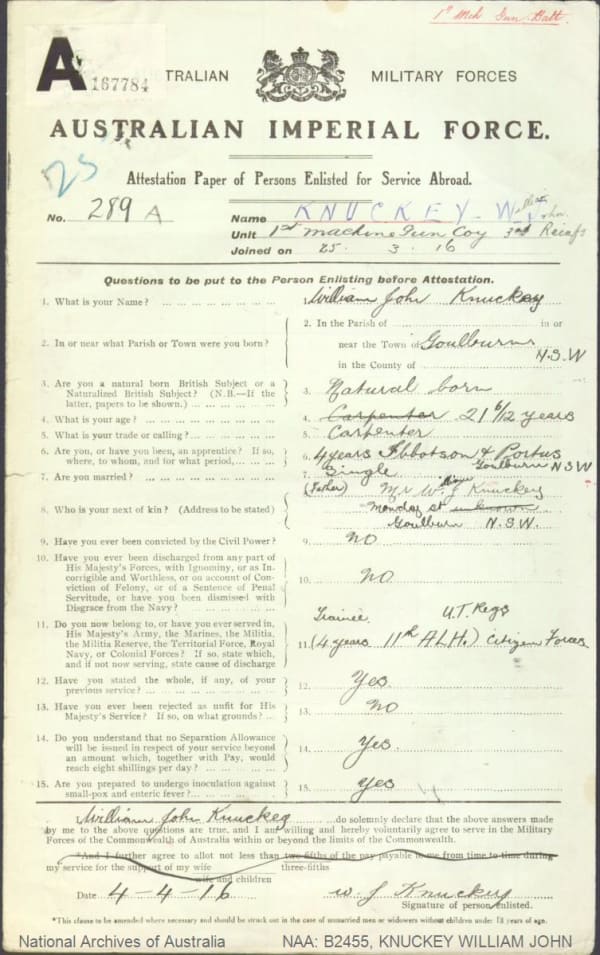 1st Mch Gun Batt.
A 167784
AUSTRALIAN MILITARY FORCES
AUSTRALIAN IMPERIAL FORCE.
25
Attestation Paper of Persons Enlisted for Service Abroad.
No. 289 A
Name KNUCKEY - W. J William John.
Unit 1st Machine Gun Coy 3rd Reinfs
Joined on 25. 3. 16
Questions to be put to the Person Enlisting before Attestation.
1. What is your Name? ... 1. William John Knuckey
2. In or near what Parish or Town were you born? ...
2. In the Parish of ... in or
near the Town of Goulburn
in the County of N.S.W
3. Are you a natural born British Subject or a
Naturalized British Subject? (N.B.—If the
latter, papers to be shown.) ... 3. Natural born
4. What is your age? ... 4. Carpenter 21 6/12 years
5. What is your trade or calling? ... 5. Carpenter
6. Are you, or have you been, an apprentice? If so,
where, to whom, and for what period, ... 6. 4 years Ibbotson & Portus
Goulburn NSW
7. Are you married? ... 7. Single
8. Who is your next of kin? (Address to be stated)
8. (Father) Mr W. J Knuckey
unknown
Goulburn N.S.W.
9. Have you ever been convicted by the Civil Power? 9. No
10. Have you ever been discharged from any part of
His Majesty's Forces, with Ignominy, or as In-
corrigible and Worthless, or on account of Con-
viction of Felony, or of a Sentence of Penal
Servitude, or have you been dismissed with
Disgrace from the Navy? ... 10. No
11. Do you now belong to, or have you ever served in,
His Majesty's Army, the Marines, the Militia,
the Militia Reserve, the Territorial Force, Royal
Navy, or Colonial Forces? If so, state which,
and if not now serving, state cause of discharge
Trainee U.T. Regs
11. (4 years 11th A.L.H.) Citizen Forces
12. Have you stated the whole, if any, of your
previous service? ... 12. Yes
13. Have you ever been rejected as unfit for His
Majesty's Service? If so, on what grounds? ... 13. No
14. Do you understand that no Separation Allowance
will be issued in respect of your service beyond
an amount which, together with Pay, would
reach eight shillings per day? ... 14. Yes.
15. Are you prepared to undergo inoculation against
small-pox and enteric fever? ... 15. Yes
I, William John Knuckey ... do solemnly declare that the above answers made
by me to the above questions are true, and I am willing and hereby voluntarily agree to serve in the Military
Forces of the Commonwealth of Australia within or beyond the limits of the Commonwealth.
*And I further agree to allot not less than two-fifths of the pay payable to me from time to time during
my service for the support of my wife three-fifths
wife and children
Date 4-4-16
W J Knuckey
Signature of person enlisted.
*This clause to be amended where necessary and should be struck out in the case of unmarried men or widowers without children under 18 years of age.
National Archives of Australia
NAA: B2455, KNUCKEY WILLIAM JOHN